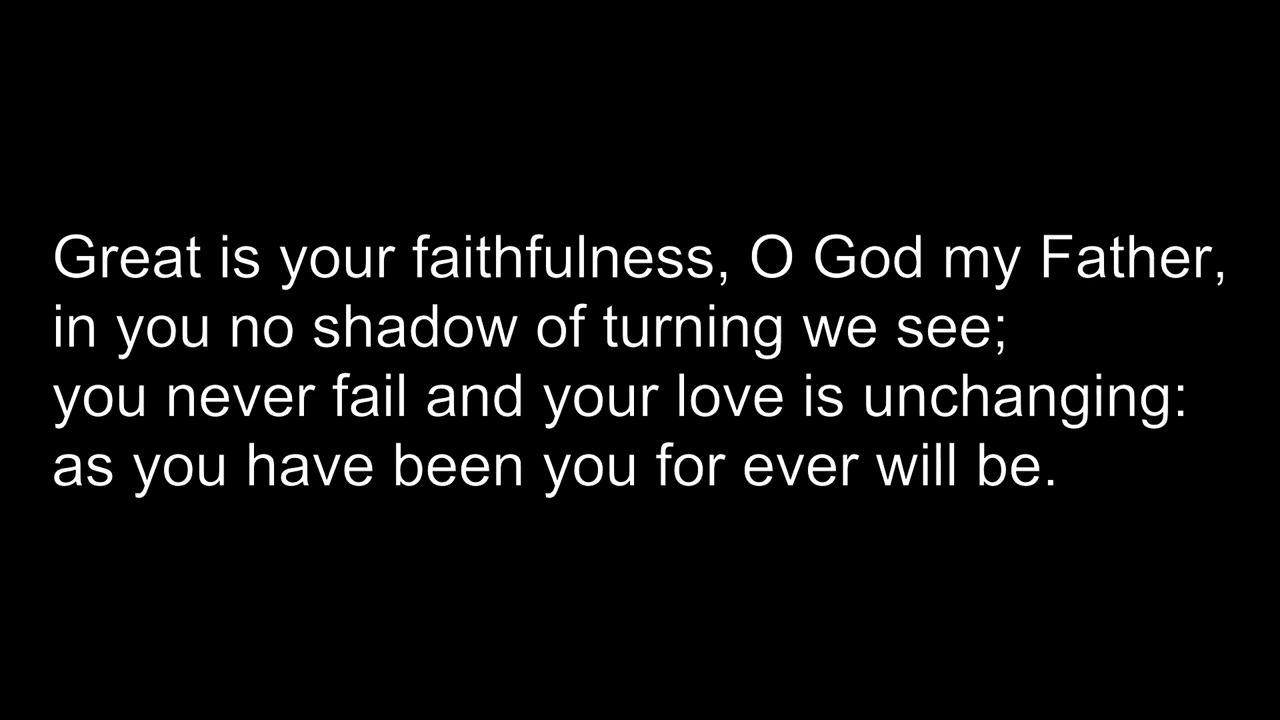 Great is your faithfulness, O God my Father,
in you no shadow of turning we see;
you never fail and your love is unchanging:
as you have been you for ever will be.